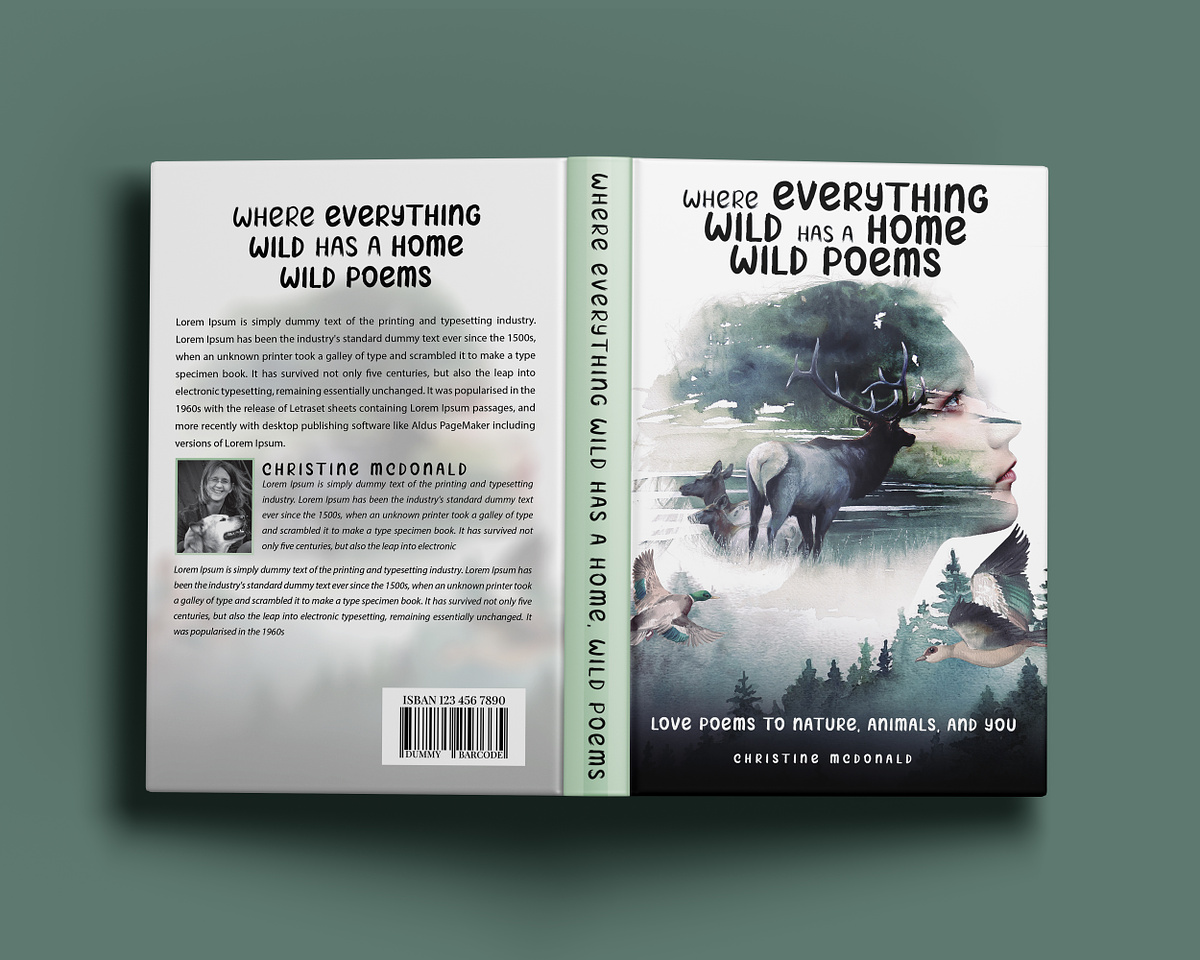 WHERE EVERYTHING
WILD HAS A HOME
WILD POEMS
Lorem Ipsum is simply dummy text of the printing and typesetting industry.
Lorem Ipsum has been the industry's standard dummy text ever since the 1500s,
when an unknown printer took a galley of type and scrambled it to make a type
specimen book. It has survived not only five centuries, but also the leap into
electronic typesetting, remaining essentially unchanged. It was popularised in the
1960s with the release of Letraset sheets containing Lorem Ipsum passages, and
more recently with desktop publishing software like Aldus PageMaker including
versions of Lorem Ipsum.
CHRISTINE MCDONALD
Lorem Ipsum is simply dummy text of the printing and typesetting
industry. Lorem Ipsum has been the industry's standard dummy text
ever since the 1500s, when an unknown printer took a galley of type
and scrambled it to make a type specimen book. It has survived not
only five centuries, but also the leap into electronic
Lorem Ipsum is simply dummy text of the printing and typesetting industry. Lorem Ipsum has
been the industry's standard dummy text ever since the 1500s, when an unknown printer took
a galley of type and scrambled it to make a type specimen book. It has survived not only five
centuries, but also the leap into electronic typesetting, remaining essentially unchanged. It
was popularised in the 1960s
ISBAN 123 456 7890
DUMMY BARCODE
WHERE EVERYTHING WILD HAS A HOME, WILD POEMS
WHERE EVERYTHING
WILD HAS A HOME
WILD POEMS
LOVE POEMS TO NATURE, ANIMALS, AND YOU
CHRISTINE MCDONALD